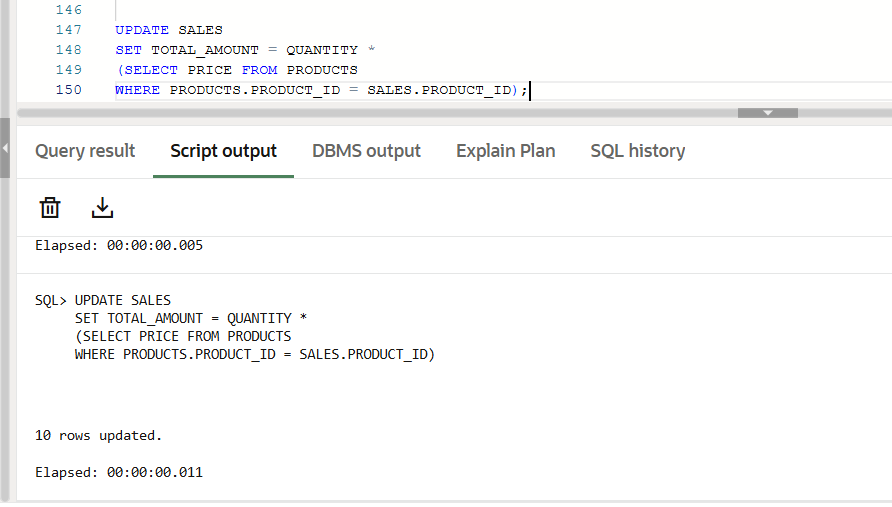 146
147 UPDATE SALES
148 SET TOTAL_AMOUNT = QUANTITY *
149 (SELECT PRICE FROM PRODUCTS
150 WHERE PRODUCTS.PRODUCT_ID = SALES.PRODUCT_ID);
Query result Script output DBMS output Explain Plan SQL history
Elapsed: 00:00:00.005
SQL> UPDATE SALES
SET TOTAL_AMOUNT = QUANTITY *
(SELECT PRICE FROM PRODUCTS
WHERE PRODUCTS.PRODUCT_ID = SALES.PRODUCT_ID)
10 rows updated.
Elapsed: 00:00:00.011